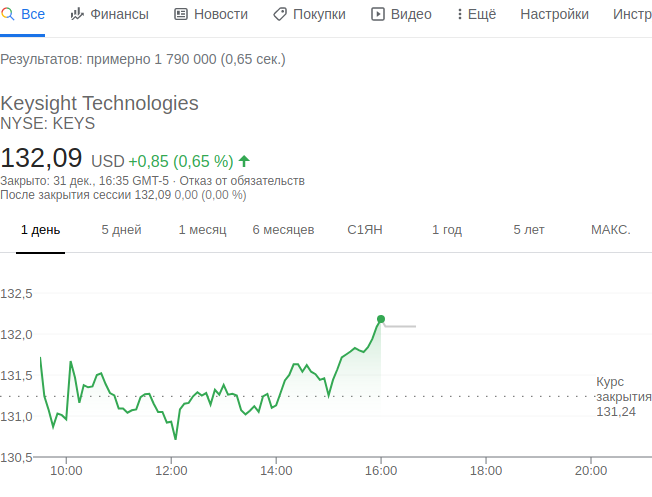 Все Финансы Новости Покупки Видео Ещё Настройки Инстр
Результатов: примерно 1 790 000 (0,65 сек.)
Keysight Technologies
NYSE: KEYS
132,09 USD +0,85 (0,65 %)
Закрыто: 31 дек., 16:35 GMT-5 · Отказ от обязательств
После закрытия сессии 132,09 0,00 (0,00 %)
1 день 5 дней 1 месяц 6 месяцев С1ЯН 1 год 5 лет МАКС.
132,5
132,0
131,5
Курс
закрытия
131,24
131,0
130,5
10:00 12:00 14:00 16:00 18:00 20:00